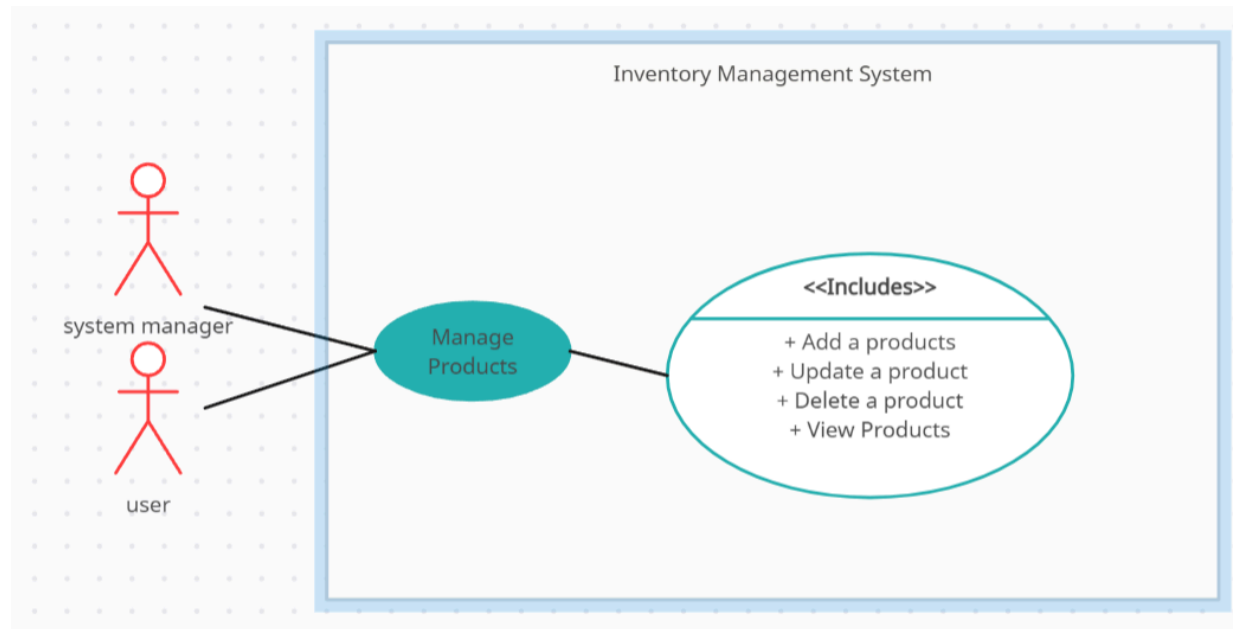 Inventory Management System
system manager
user
Manage
Products
<<Includes>>
+ Add a products
+ Update a product
+ Delete a product
+ View Products